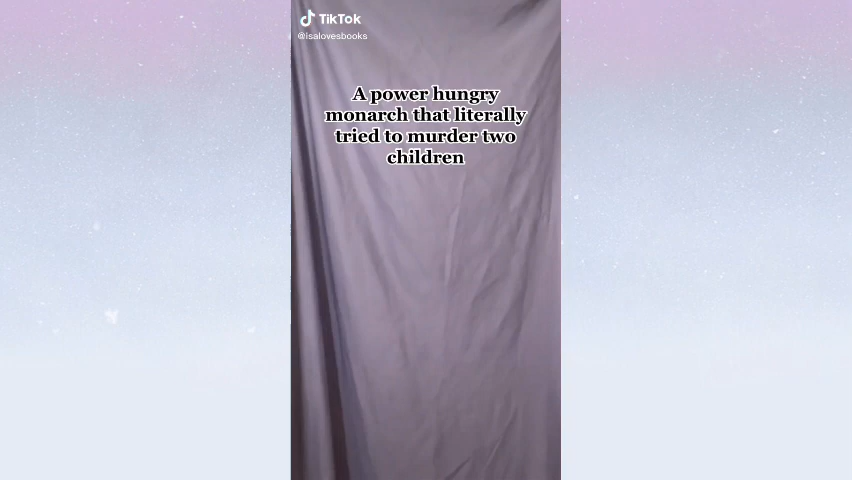 TikTok
@isalovesbooks
A power hungry
monarch that literally
tried to murder two
children